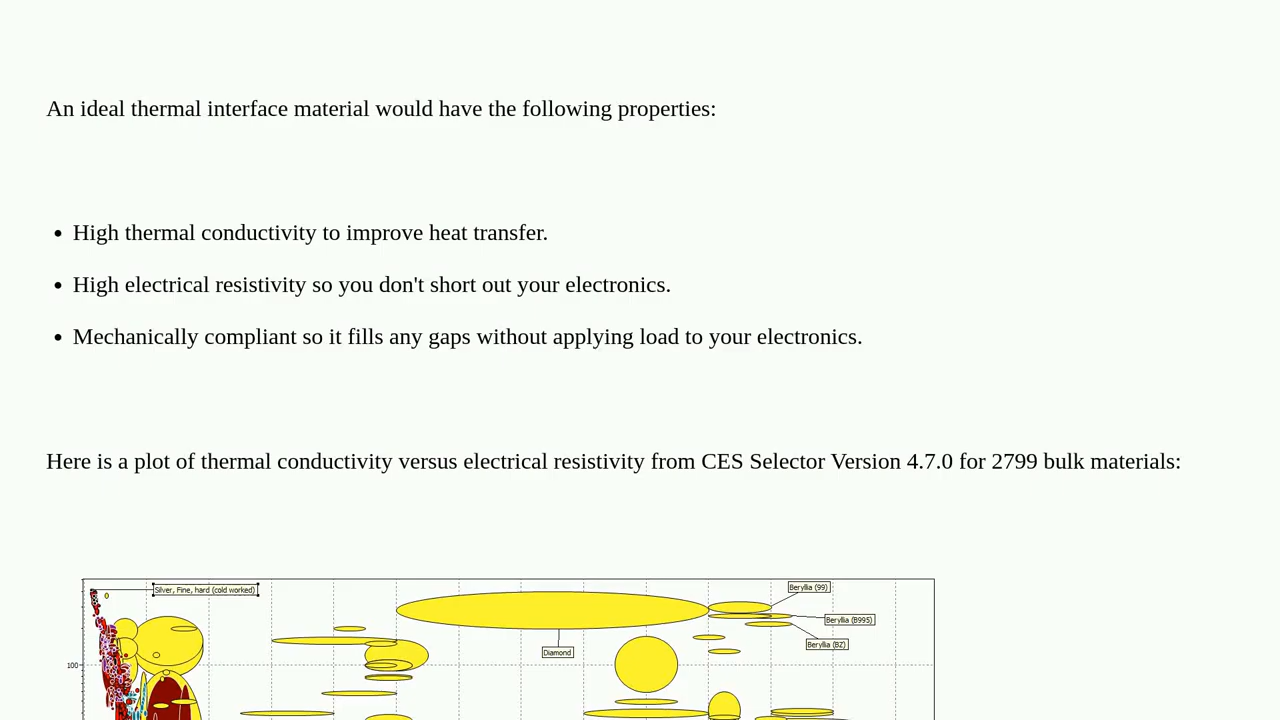 An ideal thermal interface material would have the following properties:
• High thermal conductivity to improve heat transfer.
• High electrical resistivity so you don't short out your electronics.
• Mechanically compliant so it fills any gaps without applying load to your electronics.
Here is a plot of thermal conductivity versus electrical resistivity from CES Selector Version 4.7.0 for 2799 bulk materials:
Beryllia (99)
Silver, Fine, hard (cold worked)
Beryllia (B995)
Beryllia (BZ)
Diamond
100